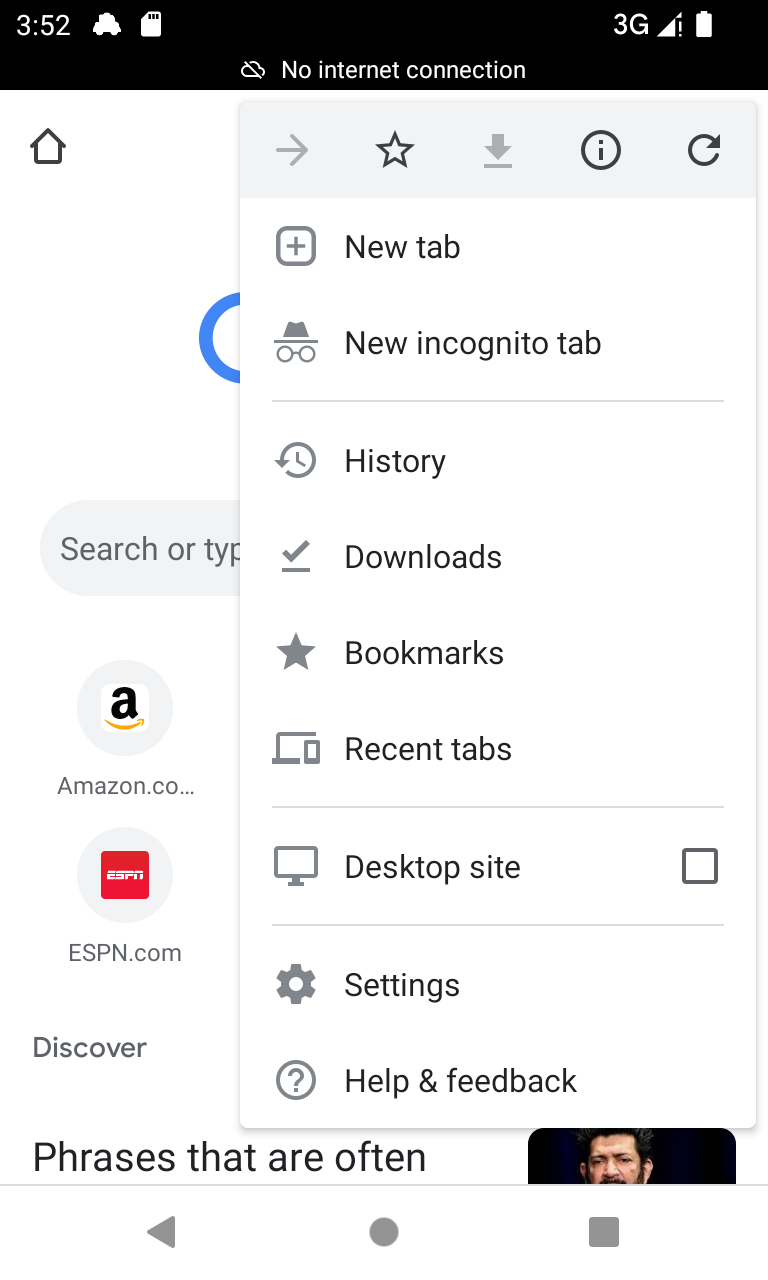 3:52
3G
No internet connection
New tab
New incognito tab
History
Search or typ
Downloads
Bookmarks
a
Recent tabs
Amazon.co…
Desktop site
ESPN
ESPN.com
Settings
Discover
Help & feedback
Phrases that are often